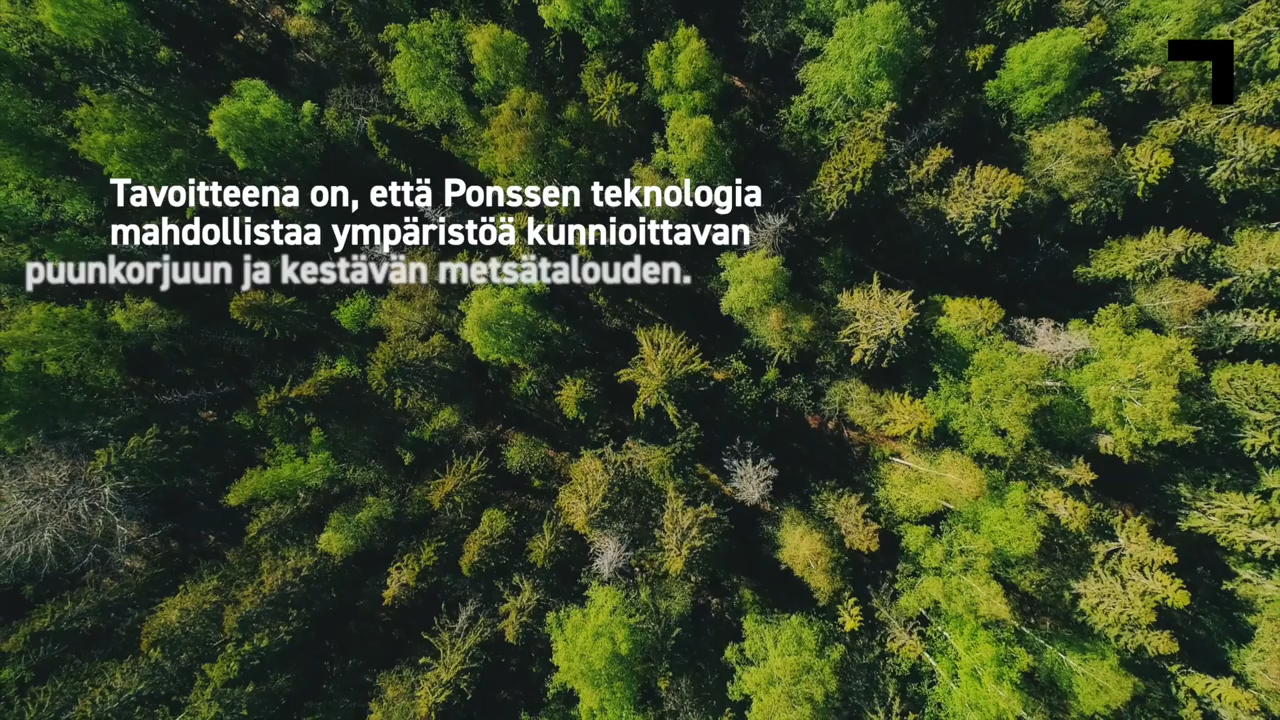 Tavoitteena on, että Ponssen teknologia
mahdollistaa ympäristöä kunnioittavan
puunkorjuun ja kestävän metsätalouden.